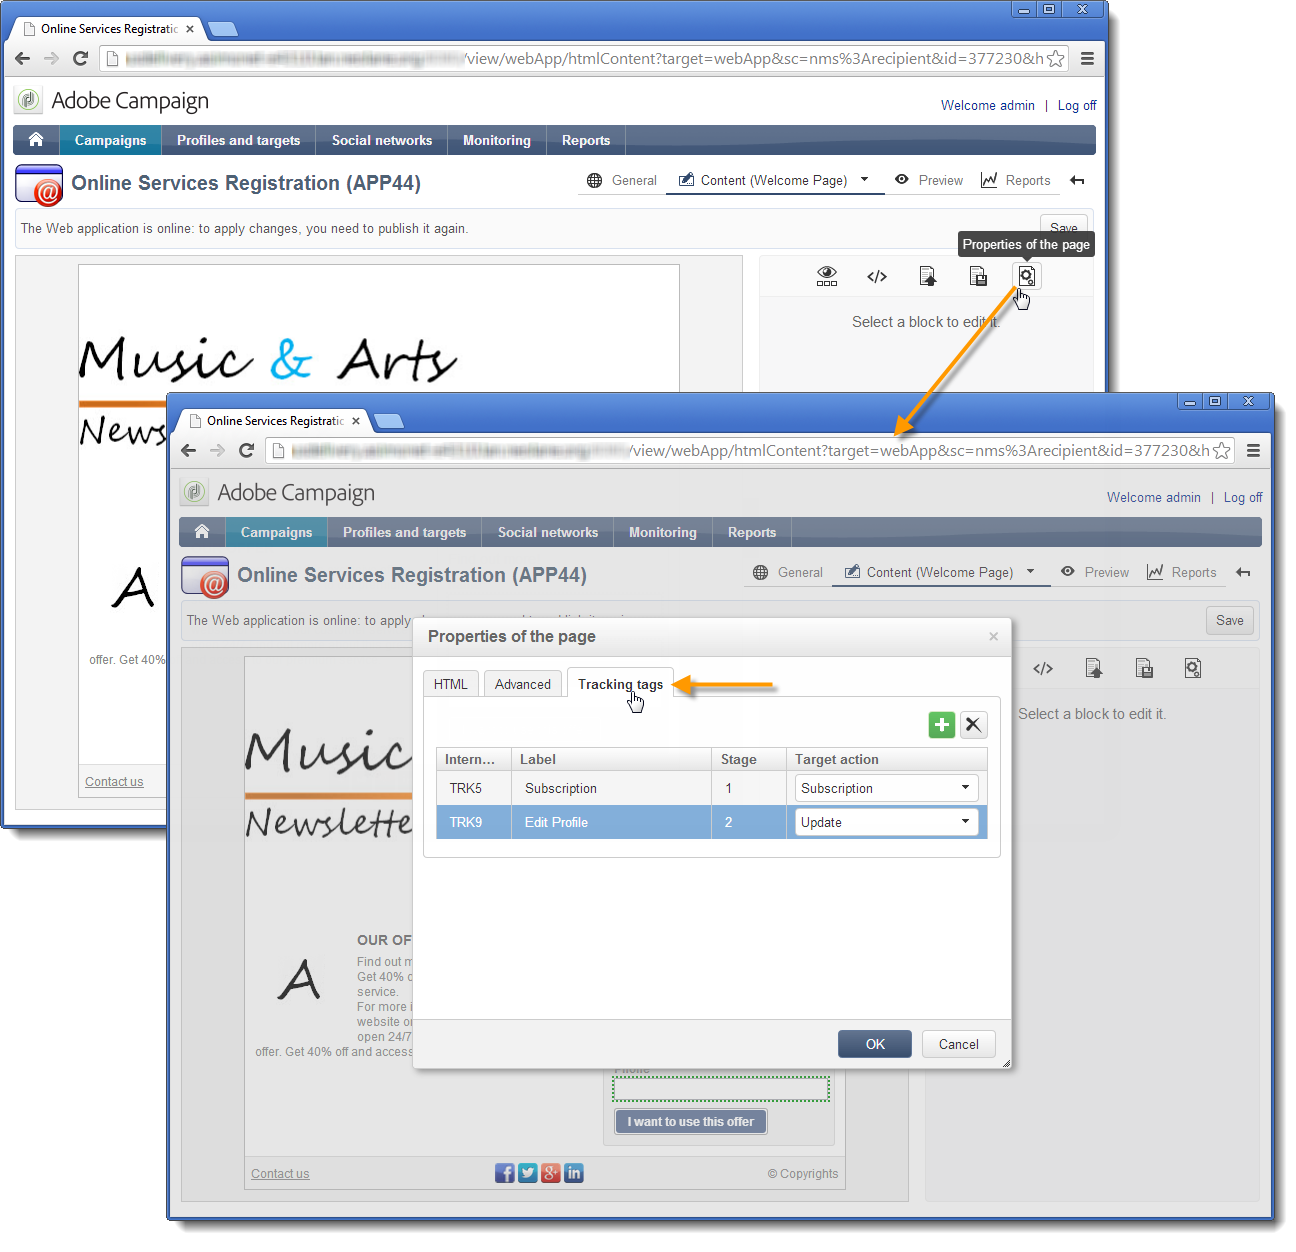 Online Services Registratic
/view/webApp/htmlContent?target=webApp&sc=nms%3Arecipient&id=377230&h
Adobe Campaign
Welcome admin | Log off
Campaigns Profiles and targets Social networks Monitoring Reports
Online Services Registration (APP44)
General Content (Welcome Page) Preview Reports
The Web application is online: to apply changes, you need to publish it again.
Save
Properties of the page
</>
Select a block to edit it.
Music & Arts
News
A
offer. Get 40%
Contact us
Online Services Registratic
/view/webApp/htmlContent?target=webApp&sc=nms%3Arecipient&id=377230&h
Adobe Campaign
Welcome admin | Log off
Campaigns Profiles and targets Social networks Monitoring Reports
Online Services Registration (APP44)
General Content (Welcome Page) Preview Reports
The Web application is online: to apply
Save
</>
Select a block to edit it.
Properties of the page
HTML Advanced Tracking tags
Intern... Label Stage Target action
TRK5 Subscription 1 Subscription
TRK9 Edit Profile 2 Update
OK Cancel
Music
Newslette
OUR OF
Find out m
Get 40%
service.
For more i
website
open 24/7
A
offer. Get 40% off and access
Phone
I want to use this offer
Contact us
© Copyrights